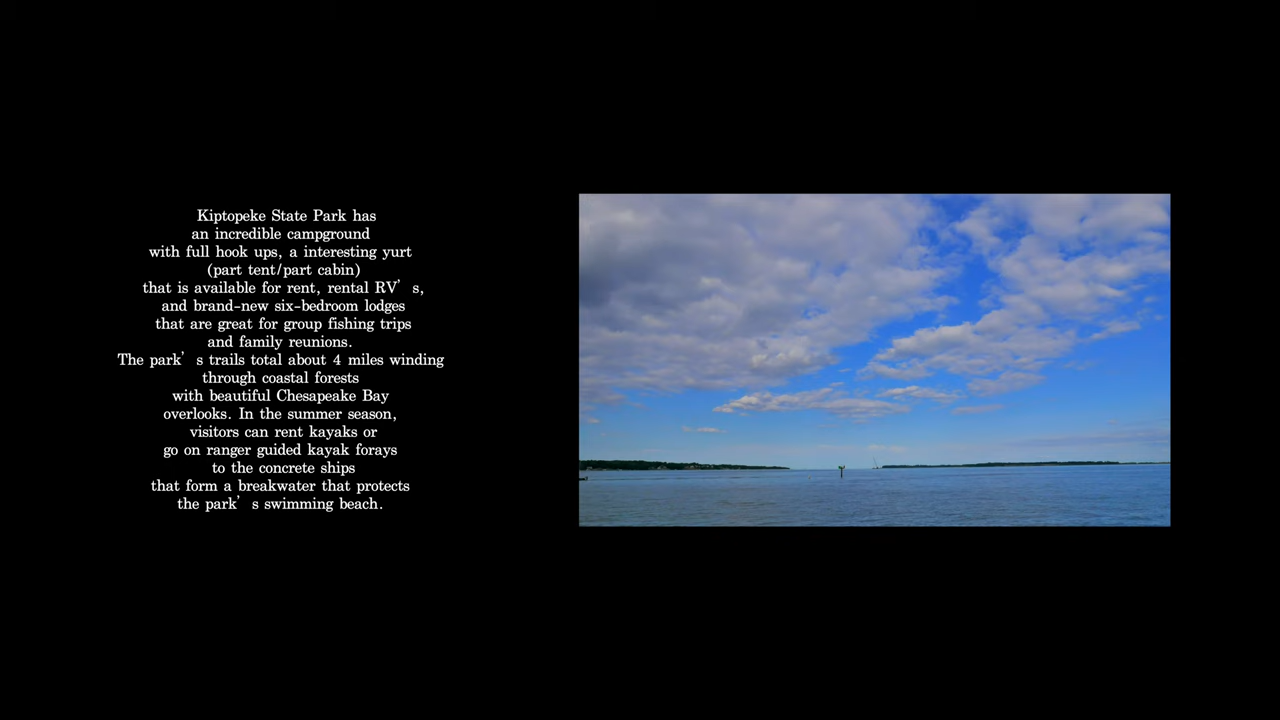 Kiptopeke State Park has
an incredible campground
with full hook ups, a interesting yurt
(part tent/part cabin)
that is available for rent, rental RV’s,
and brand-new six-bedroom lodges
that are great for group fishing trips
and family reunions.
The park’s trails total about 4 miles winding
through coastal forests
with beautiful Chesapeake Bay
overlooks. In the summer season,
visitors can rent kayaks or
go on ranger guided kayak forays
to the concrete ships
that form a breakwater that protects
the park’s swimming beach.